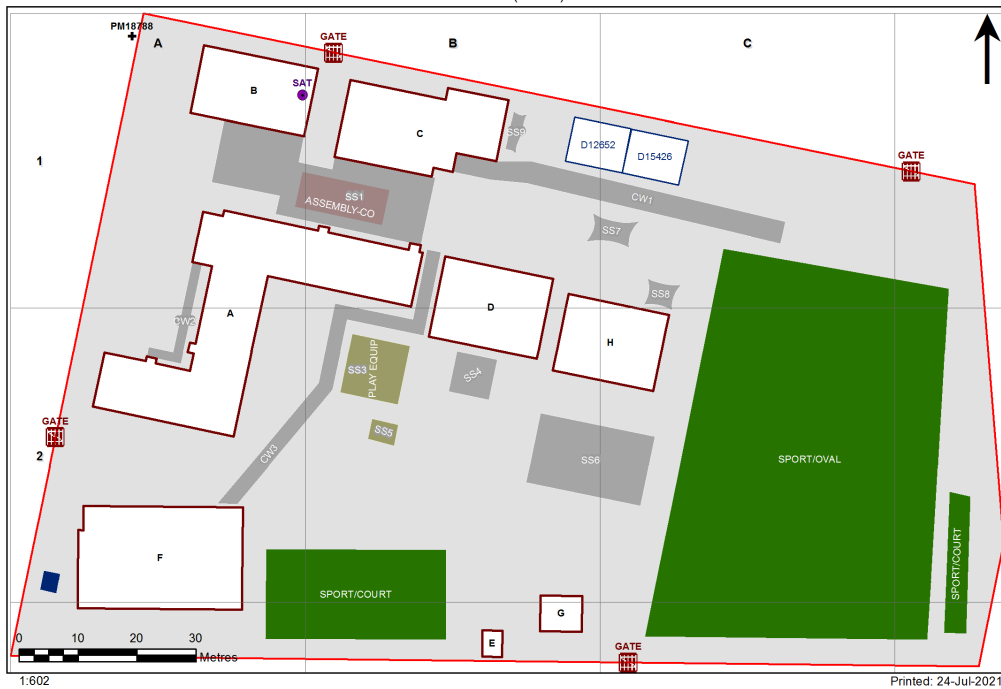 PM18788
A
GATE
B
C
B
SAT
C
SS9
D12652
D15426
GATE
1
SS1
ASSEMBLY-CO
CW1
SS7
SS8
A
CW2
D
H
SS3
PLAY EQUIP
SS4
SS5
GATE
2
CW3
SS6
SPORT/OVAL
F
SPORT/COURT
SPORT/COURT
G
E
GATE
0 10 20 30
Metres
1:602
Printed: 24-Jul-2021